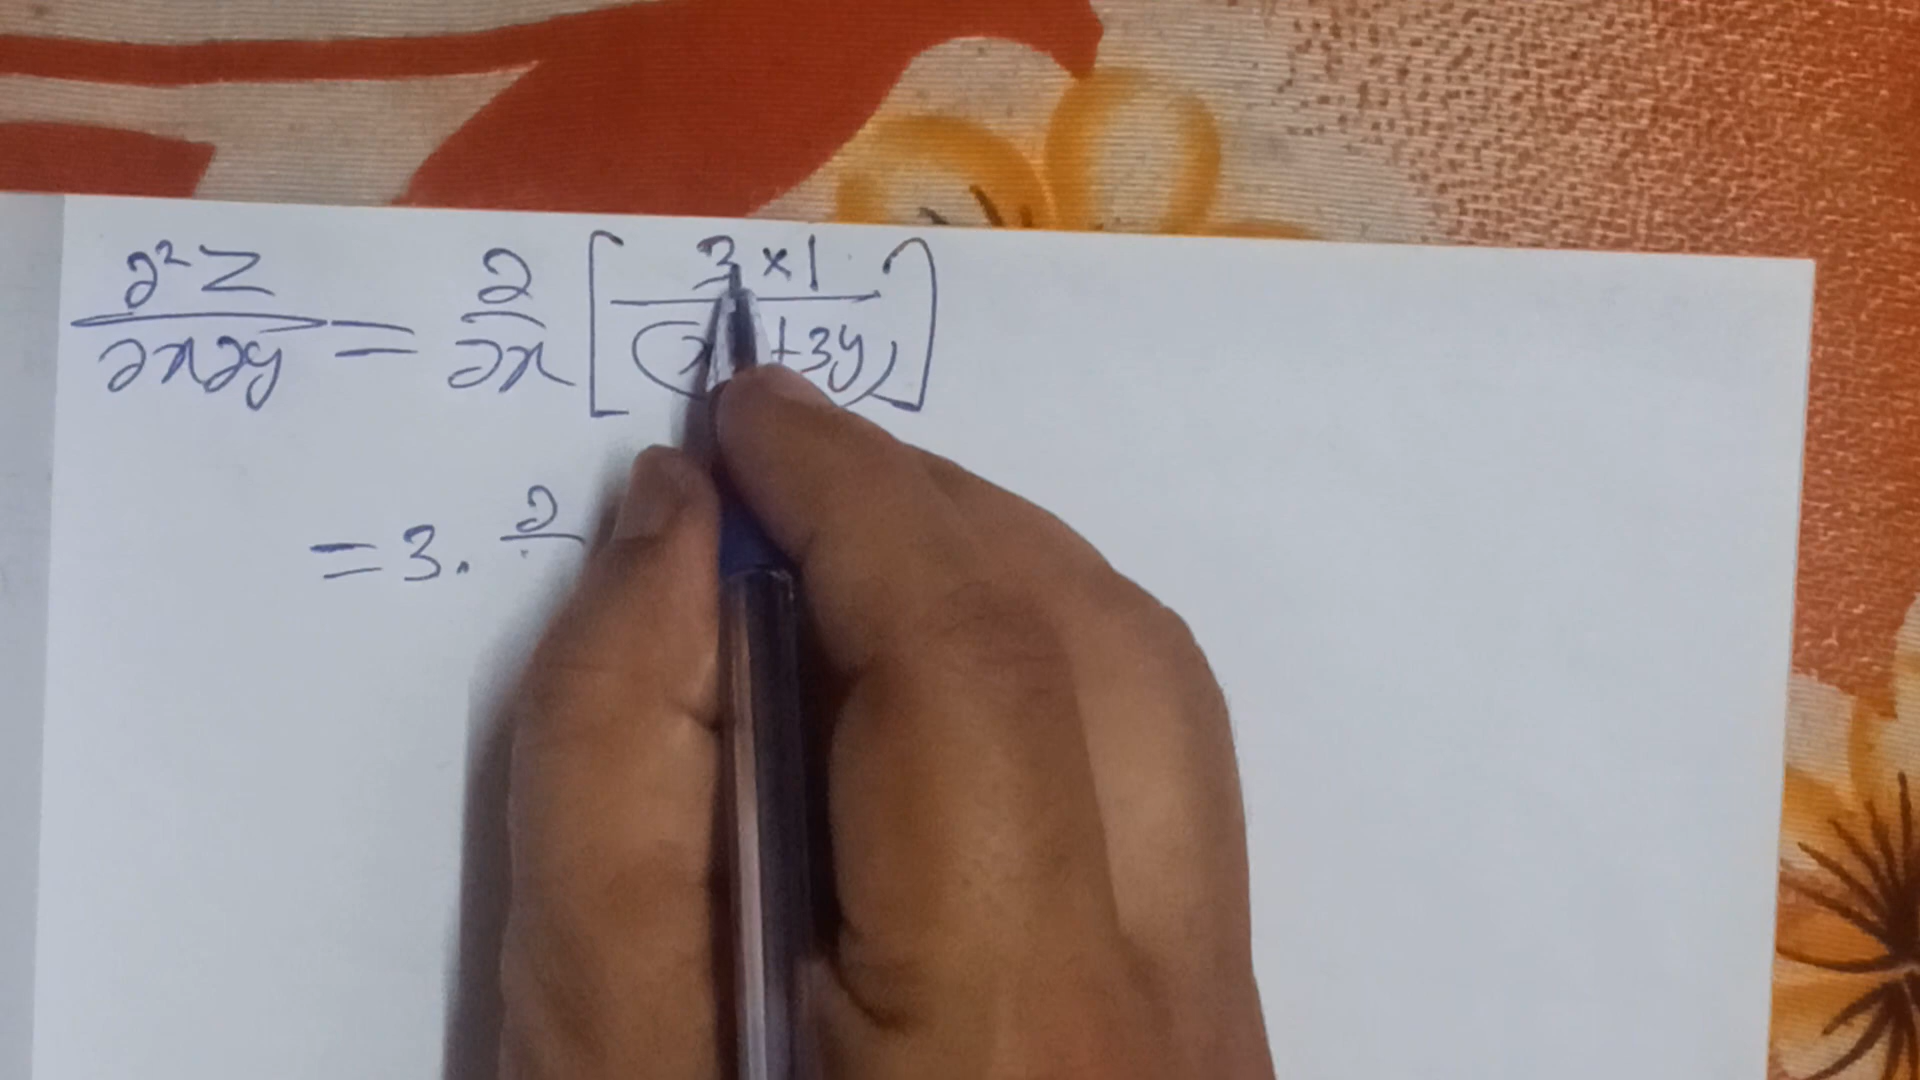 ∂²Z/∂x∂y = ∂/∂x [3×1/(x +3y)]
= 3. ∂